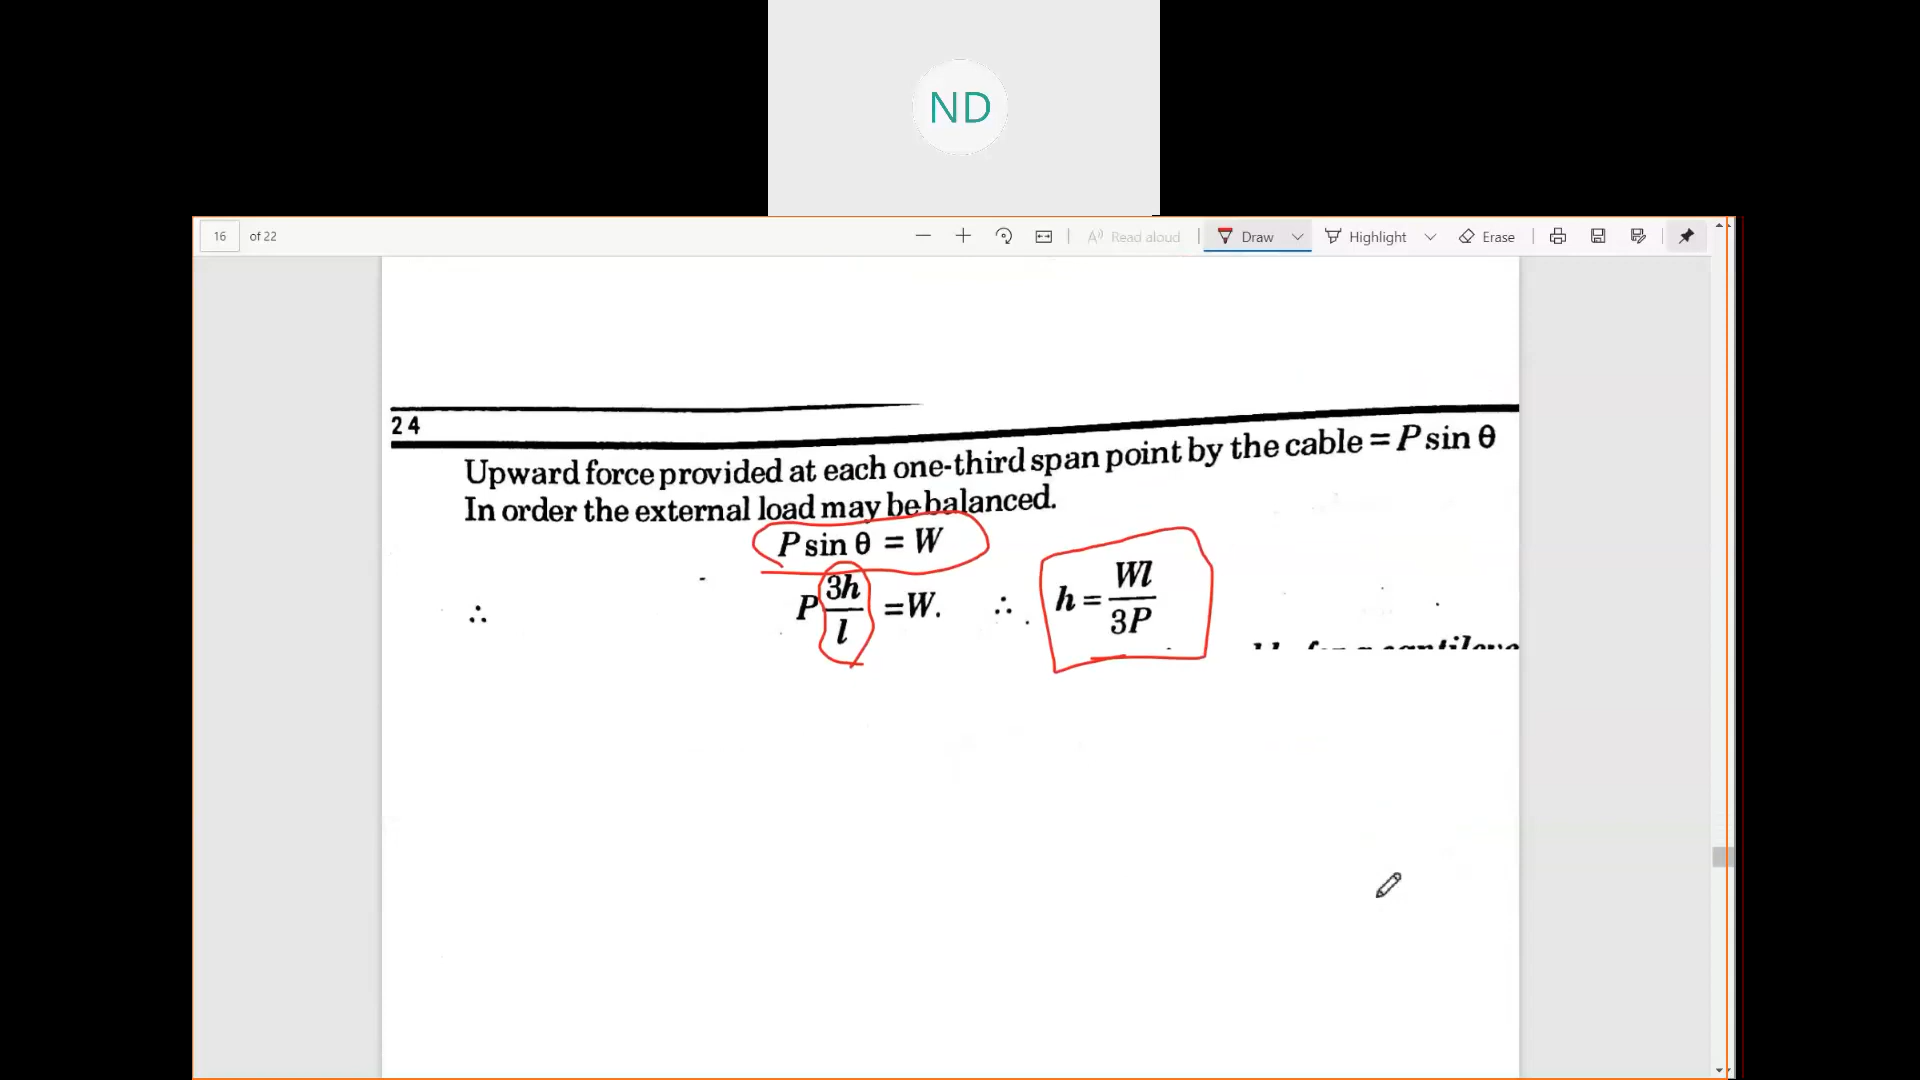 ND
16 of 22 Read aloud Draw Highlight Erase
24
Upward force provided at each one-third span point by the cable = P sin θ
In order the external load may be balanced.
P sin θ = W
∴ P 3h/l = W. ∴ h = Wl/3P